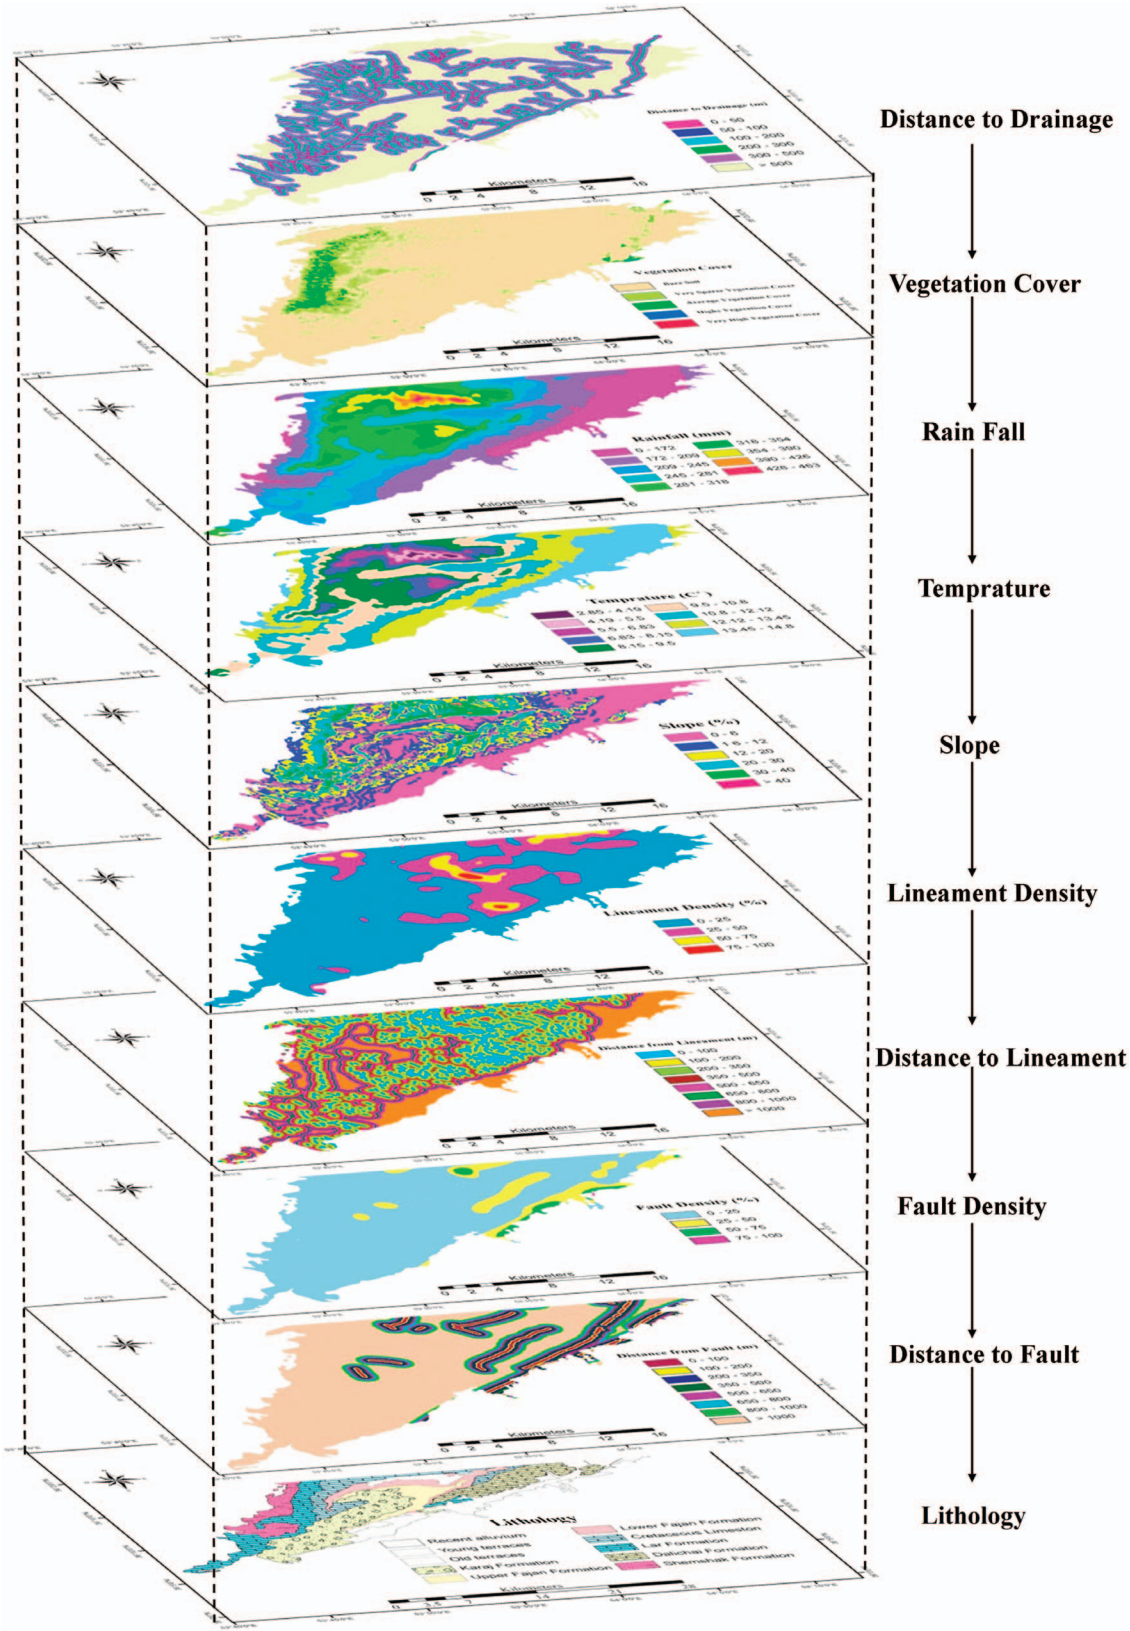 Distance to Drainage (m)
0 - 50
50 - 100
100 - 200
200 - 300
300 - 500
> 500
Kilometers
0 2 4 8 12 16
Distance to Drainage
Vegetation Cover
Bare Soil
Very Sparse Vegetation Cover
Average Vegetation Cover
Highe Vegetation Cover
Very High Vegetation Cover
Kilometers
0 2 4 8 12 16
Vegetation Cover
Rainfall (mm)
0 - 172
172 - 209
209 - 245
245 - 281
281 - 318
318 - 354
354 - 390
390 - 426
426 - 463
Kilometers
0 2 4 8 12 16
Rain Fall
Temprature (C°)
2.85 - 4.19
4.19 - 5.5
5.5 - 6.83
6.83 - 8.15
8.15 - 9.5
9.5 - 10.8
10.8 - 12.12
12.12 - 13.45
13.45 - 14.8
Kilometers
0 2 4 8 12 16
Temprature
Slope (%)
0 - 6
1 6 - 12
12 - 20
20 - 30
30 - 40
> 40
Kilometers
0 2 4 8 12 16
Slope
Lineament Density (%)
0 - 25
25 - 50
50 - 75
75 - 100
Kilometers
0 2 4 8 12 16
Lineament Density
Distance from Lineament (m)
0 - 100
100 - 200
200 - 350
350 - 500
500 - 650
650 - 800
800 - 1000
> 1000
Kilometers
0 2 4 8 12 16
Distance to Lineament
Fault Density (%)
0 - 25
25 - 50
50 - 75
75 - 100
Kilometers
0 2 4 8 12 16
Fault Density
Distance from Fault (m)
0 - 100
100 - 200
200 - 350
350 - 500
500 - 650
650 - 800
800 - 1000
> 1000
Kilometers
0 2 4 8 12 16
Distance to Fault
Lithology
Recent alluvium
Young terraces
Old terraces
Karaj Formation
Upper Fajan Formation
Lower Fajan Formation
Cretaceous Limeston
Lar Formation
Dalichai Formation
Shemshak Formation
Kilometers
0 3.5 7 14 21 28
Lithology